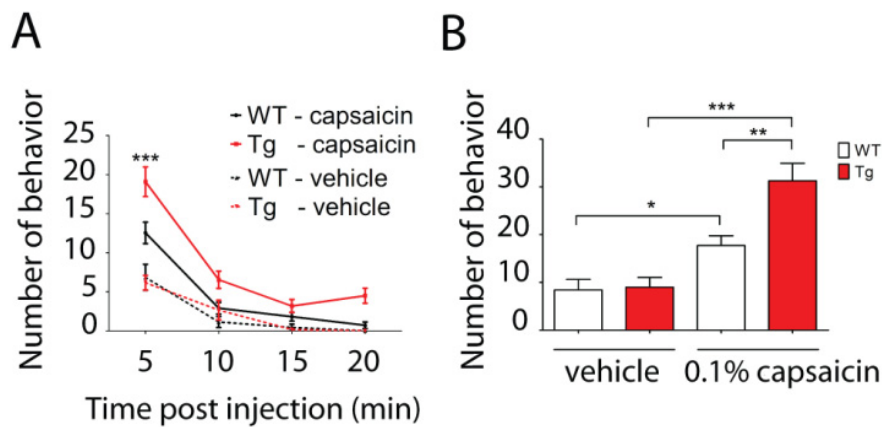 A
Number of behavior
25
20
15
10
5
0
***
WT - capsaicin
Tg - capsaicin
WT - vehicle
Tg - vehicle
5 10 15 20
Time post injection (min)
B
Number of behavior
40
30
20
10
0
***
**
*
WT
Tg
vehicle 0.1% capsaicin